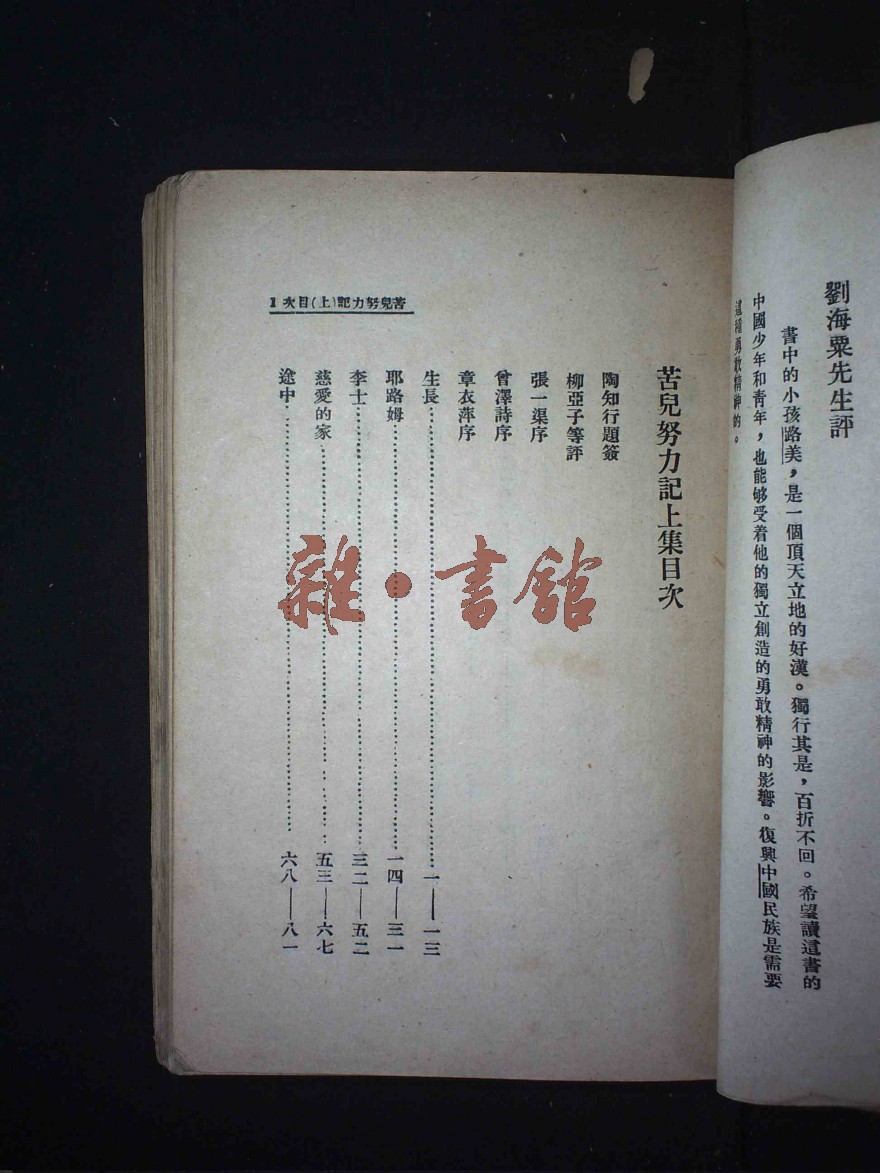 劉海粟先生評
書中的小孩路美，是一個頂天立地的好漢。獨行其是，百折不回。希望讀這書的
中國少年和青年，也能够受着他的獨立創造的勇敢精神的影響。復興中國民族是需要
這種勇敢精神的。
苦兒努力記上集目次
陶知行題簽
柳亞子等評
張一渠序
曾澤詩序
章衣萍序
生長……一——一三
耶路姆……一四——三一
李士……三二——五二
慈愛的家……五三——六七
途中……六八——八一
1 次目(上)記力努兒苦
雜·書館